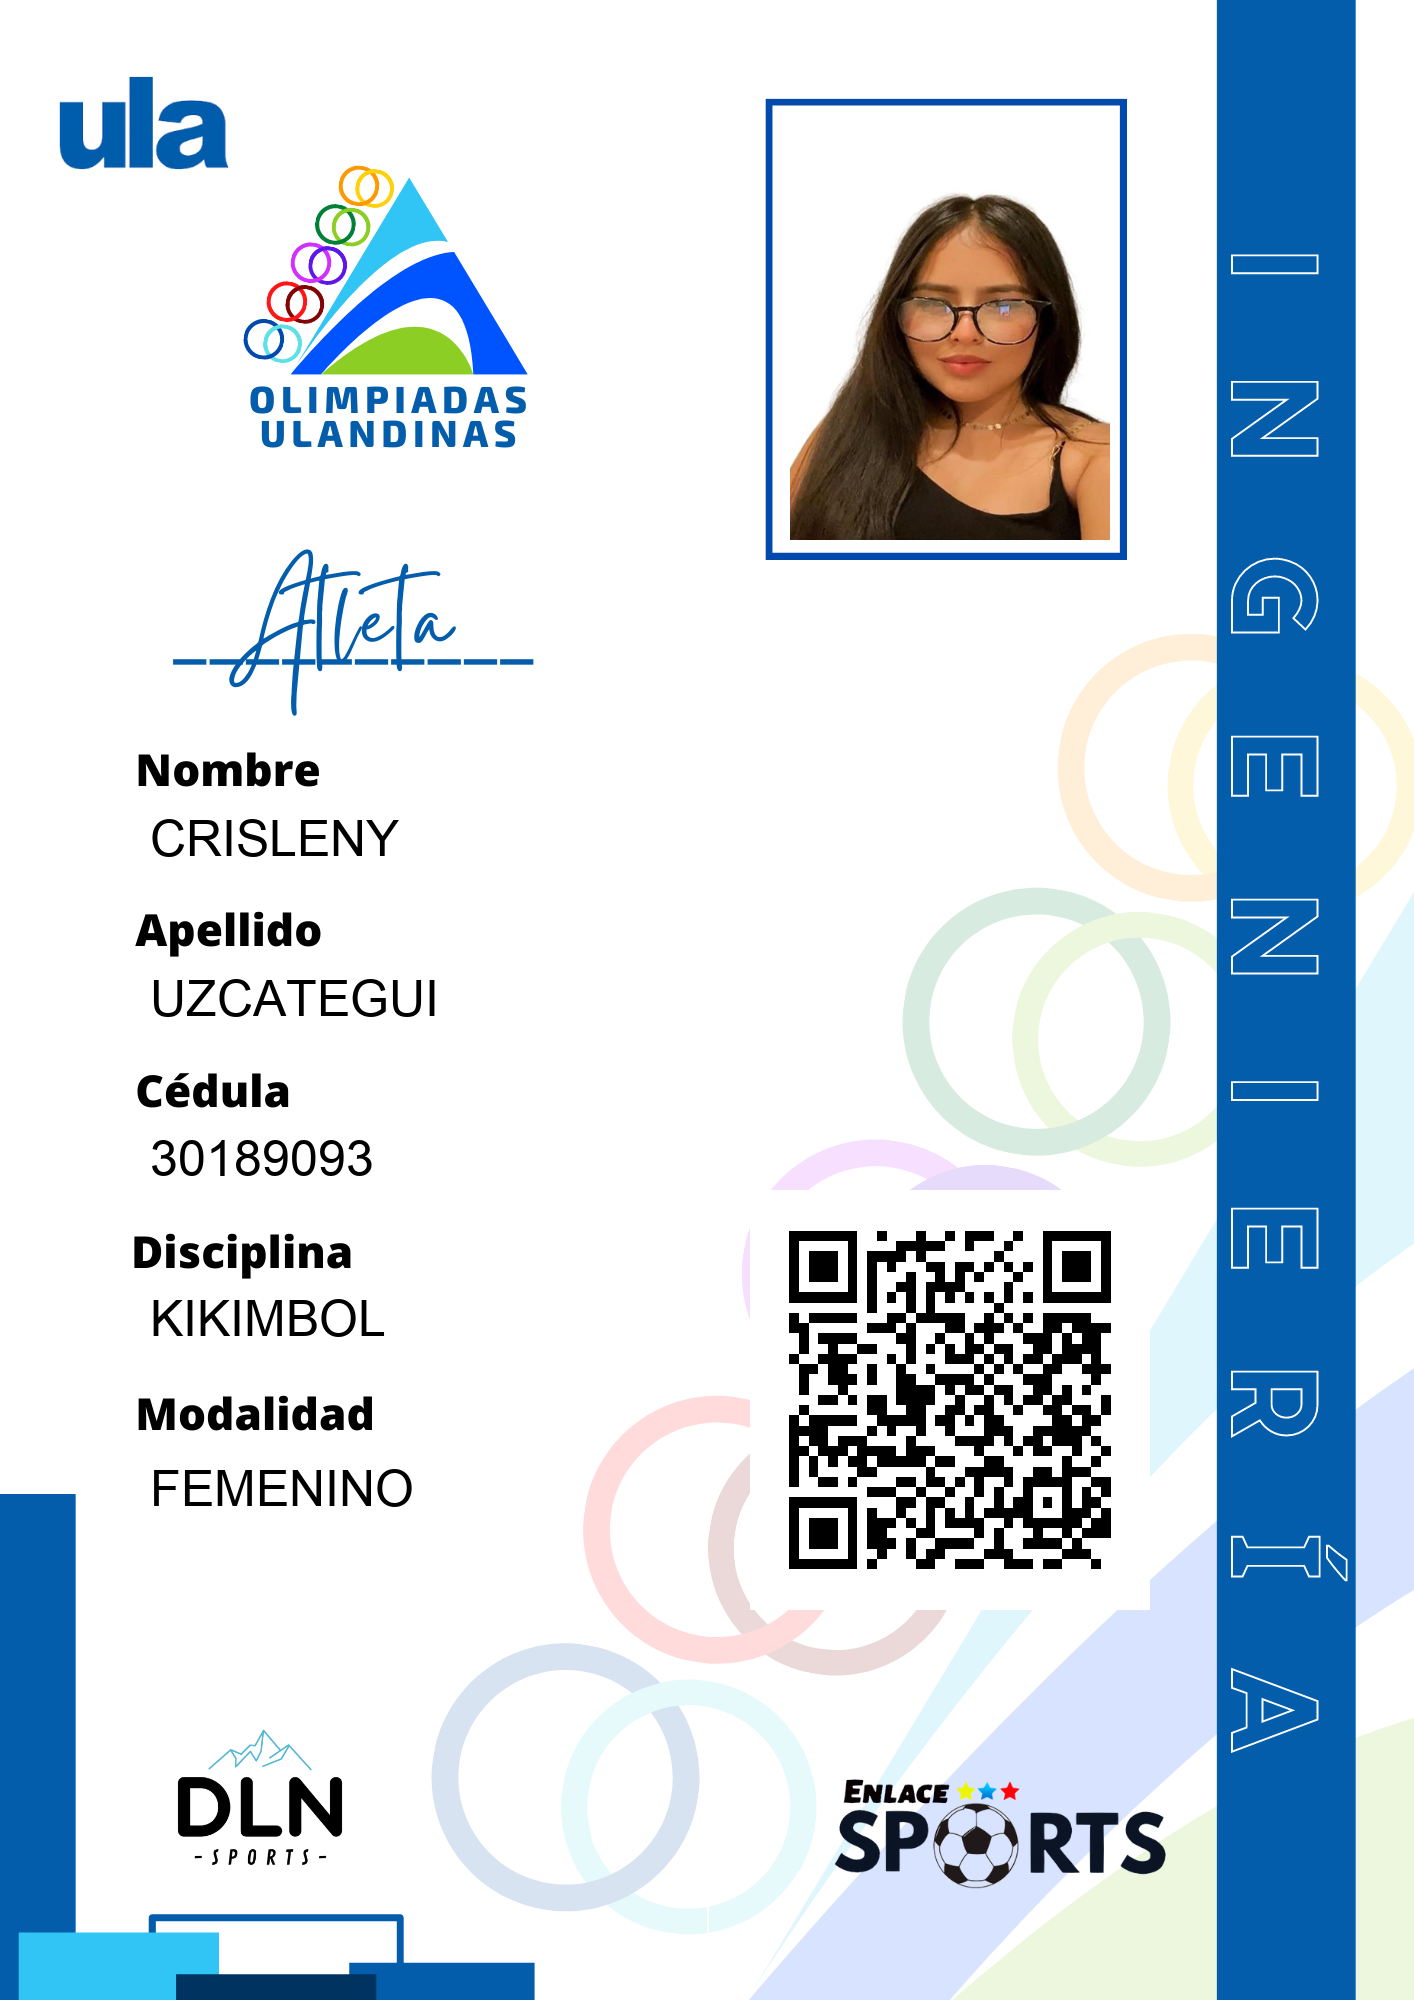 ula
OLIMPIADAS
ULANDINAS
Atleta
Nombre
CRISLENY
Apellido
UZCATEGUI
Cédula
30189093
Disciplina
KIKIMBOL
Modalidad
FEMENINO
INGENIERÍA
DLN
-SPORTS-
ENLACE
SPORTS